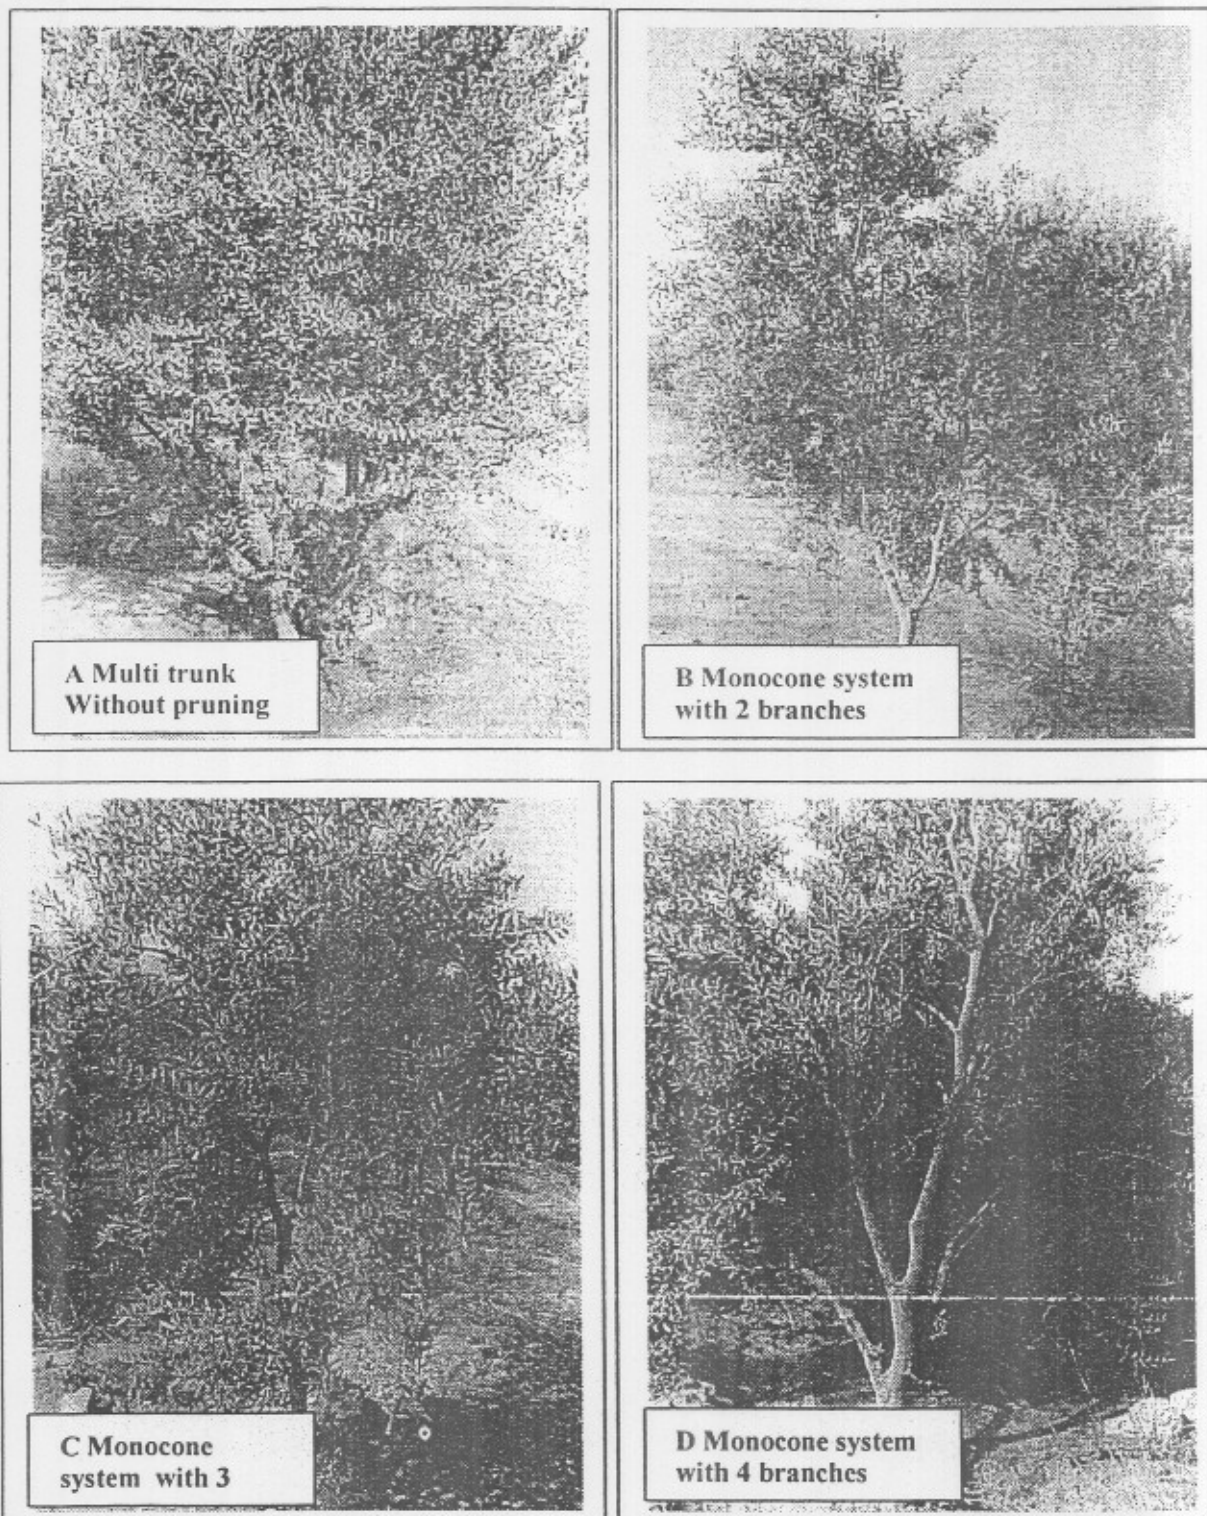 A Multi trunk
Without pruning
B Monocone system
with 2 branches
C Monocone
system with 3
D Monocone system
with 4 branches